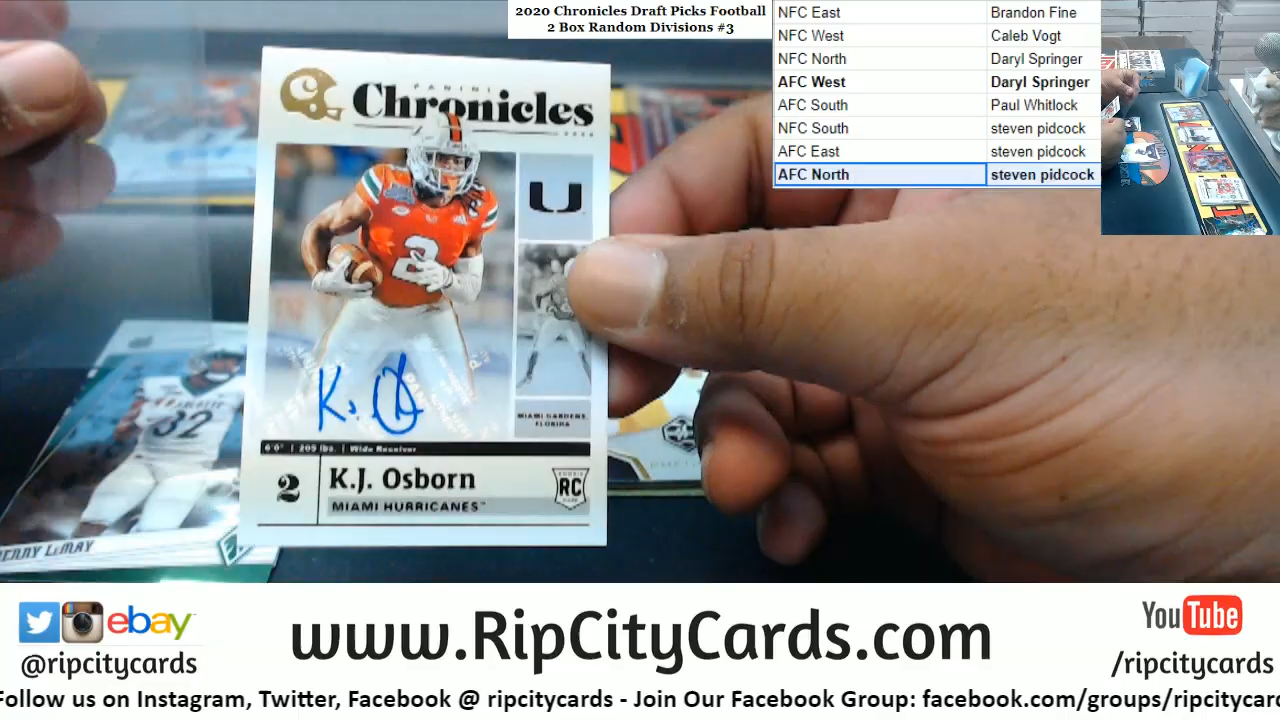 2020 Chronicles Draft Picks Football
2 Box Random Divisions #3
NFC East Brandon Fine
NFC West Caleb Vogt
NFC North Daryl Springer
AFC West Daryl Springer
AFC South Paul Whitlock
NFC South steven pidcock
AFC East steven pidcock
AFC North steven pidcock
PANINI
Chronicles
2020
U
2
K. O
MIAMI GARDENS,
FLORIDA
6'0" | 205 lbs. | Wide Receiver
2 K.J. Osborn
MIAMI HURRICANES™
RC
32
LEMAY
ebay
@ripcitycards
www.RipCityCards.com
YouTube
/ripcitycards
Follow us on Instagram, Twitter, Facebook @ ripcitycards - Join Our Facebook Group: facebook.com/groups/ripcitycard